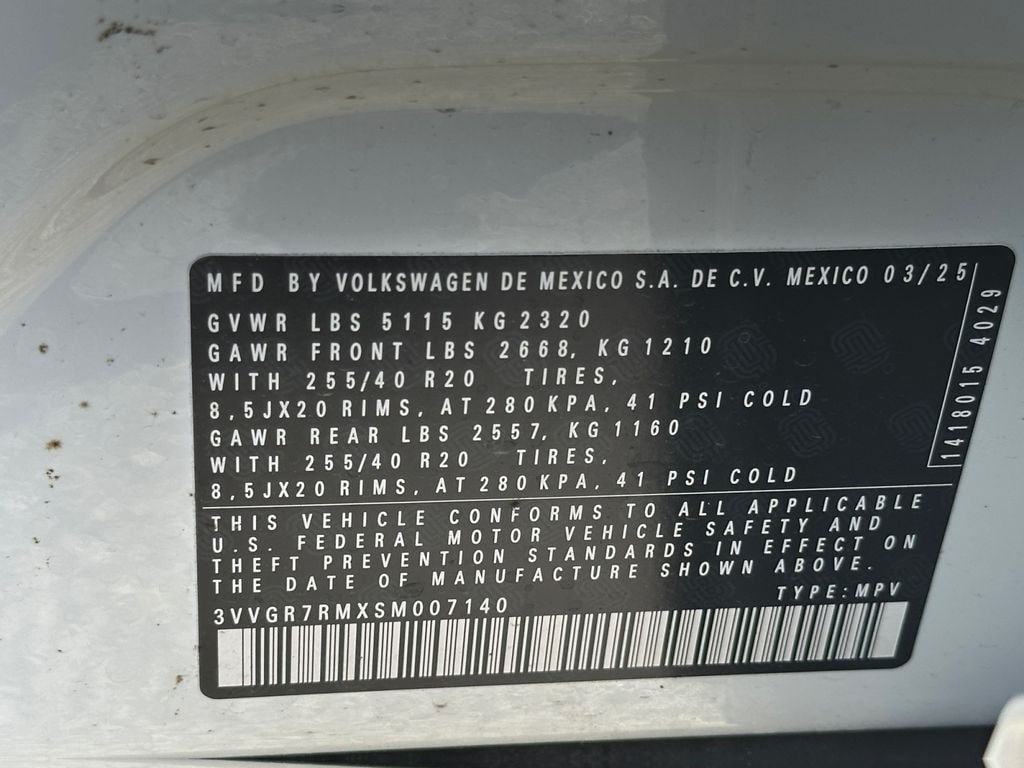 MFD BY VOLKSWAGEN DE MEXICO S.A. DE C.V. MEXICO 03/25
GVWR LBS 5115 KG 2320
GAWR FRONT LBS 2668, KG 1210
WITH 255/40 R20 TIRES,
8,5JX20 RIMS, AT 280 KPA, 41 PSI COLD
GAWR REAR LBS 2557, KG 1160
WITH 255/40 R20 TIRES,
8,5JX20 RIMS, AT 280 KPA, 41 PSI COLD
1418015 4029
THIS VEHICLE CONFORMS TO ALL APPLICABLE
U.S. FEDERAL MOTOR VEHICLE SAFETY AND
THEFT PREVENTION STANDARDS IN EFFECT ON
THE DATE OF MANUFACTURE SHOWN ABOVE.
TYPE: MPV
3VVGR7RMXSM007140